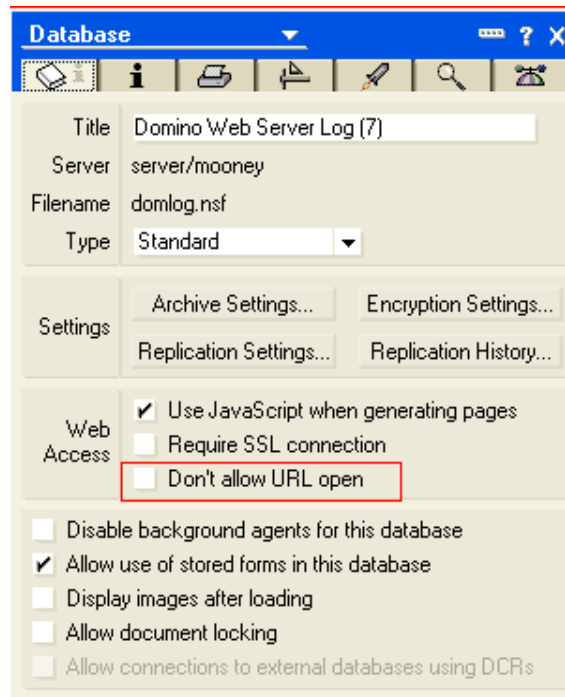 Database
?
X
i
Title Domino Web Server Log (7)
Server server/mooney
Filename domlog.nsf
Type Standard
Settings
Archive Settings... Encryption Settings...
Replication Settings... Replication History...
Web Access
Use JavaScript when generating pages
Require SSL connection
Don't allow URL open
Disable background agents for this database
Allow use of stored forms in this database
Display images after loading
Allow document locking
Allow connections to external databases using DCRs